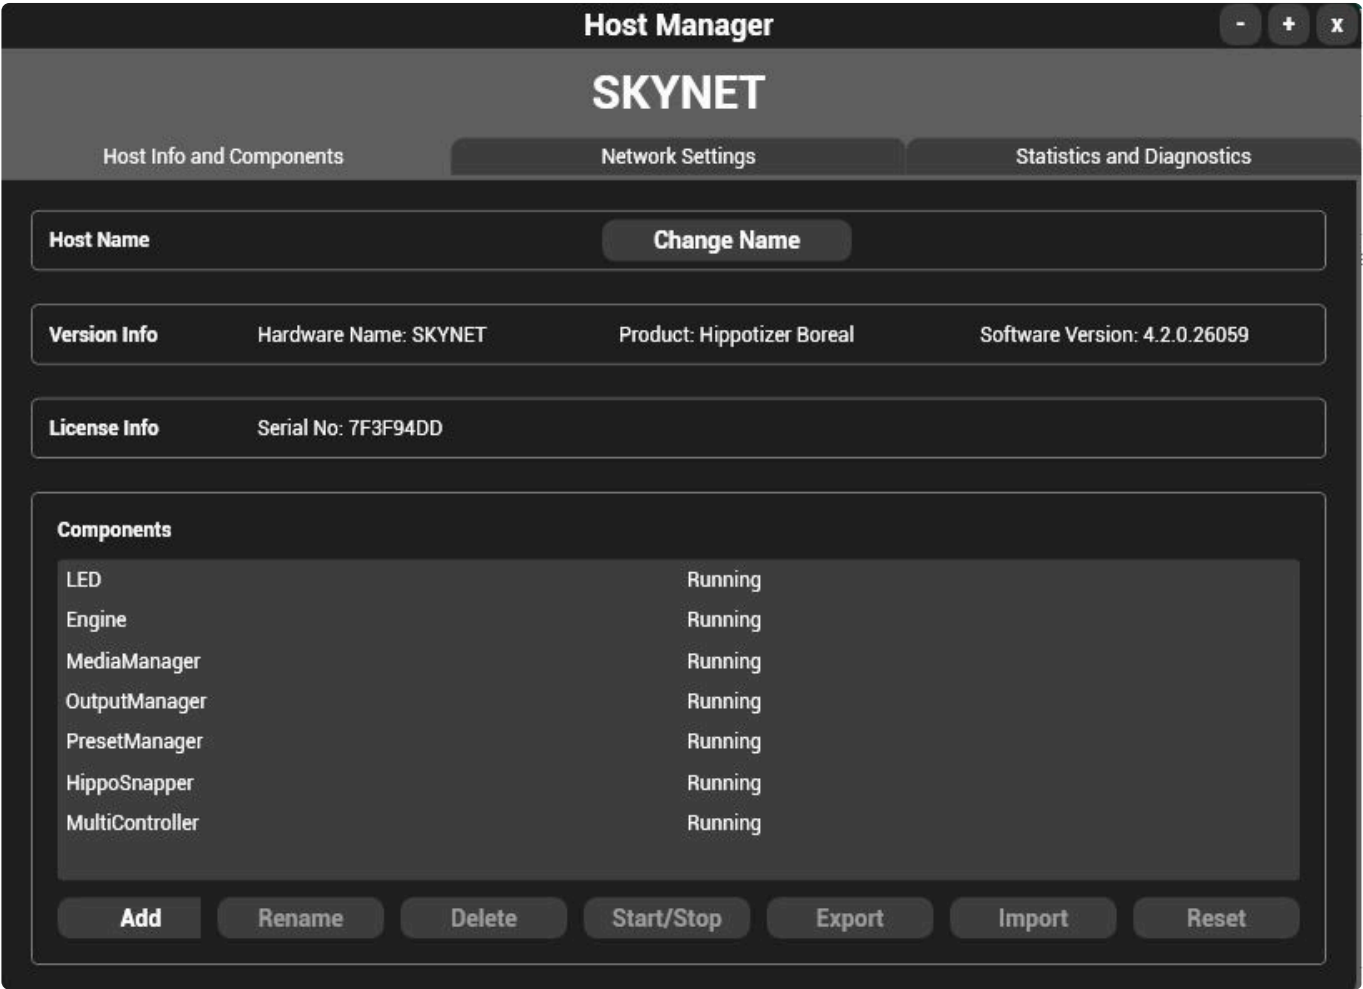 Host Manager - + x
SKYNET
Host Info and Components Network Settings Statistics and Diagnostics
Host Name Change Name
Version Info Hardware Name: SKYNET Product: Hippotizer Boreal Software Version: 4.2.0.26059
License Info Serial No: 7F3F94DD
Components
LED Running
Engine Running
MediaManager Running
OutputManager Running
PresetManager Running
HippoSnapper Running
MultiController Running
Add Rename Delete Start/Stop Export Import Reset